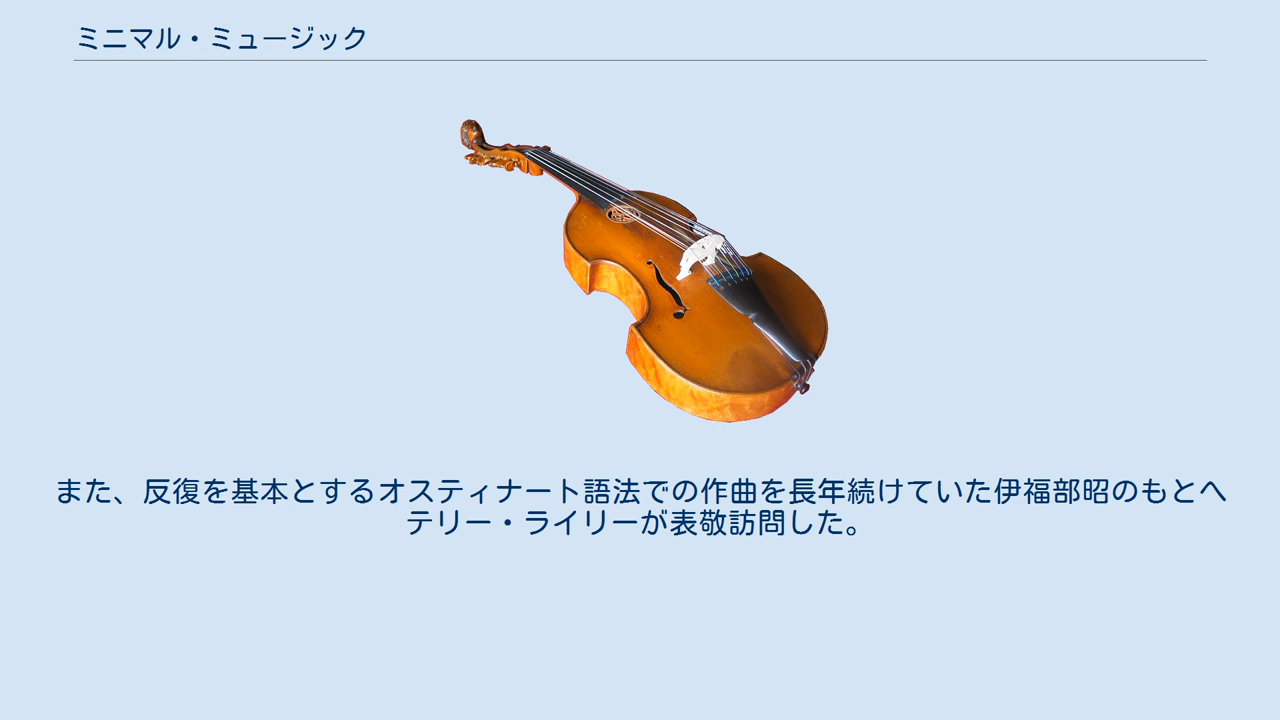 ミニマル・ミュージック
また、反復を基本とするオスティナート語法での作曲を長年続けていた伊福部昭のもとへ
テリー・ライリーが表敬訪問した。